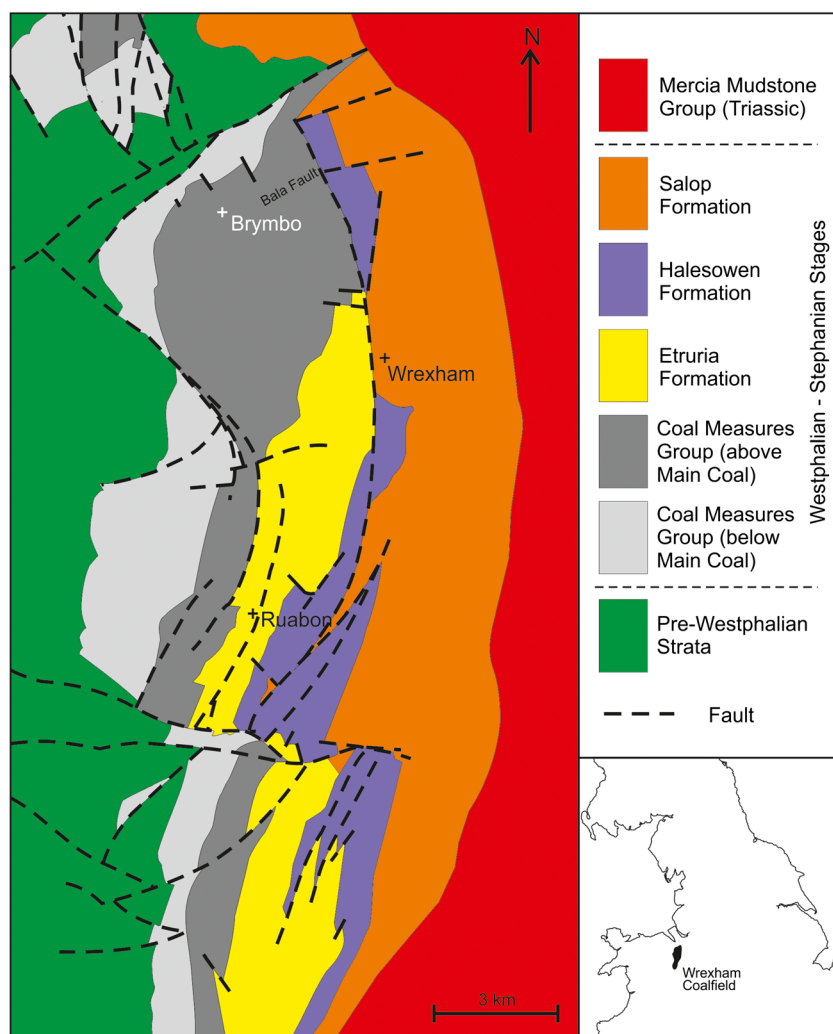 N
Bala Fault
Brymbo
Wrexham
Ruabon
3 km
Mercia Mudstone
Group (Triassic)
Salop
Formation
Halesowen
Formation
Etruria
Formation
Coal Measures
Group (above
Main Coal)
Coal Measures
Group (below
Main Coal)
Westphalian - Stephanian Stages
Pre-Westphalian
Strata
Fault
Wrexham
Coalfield